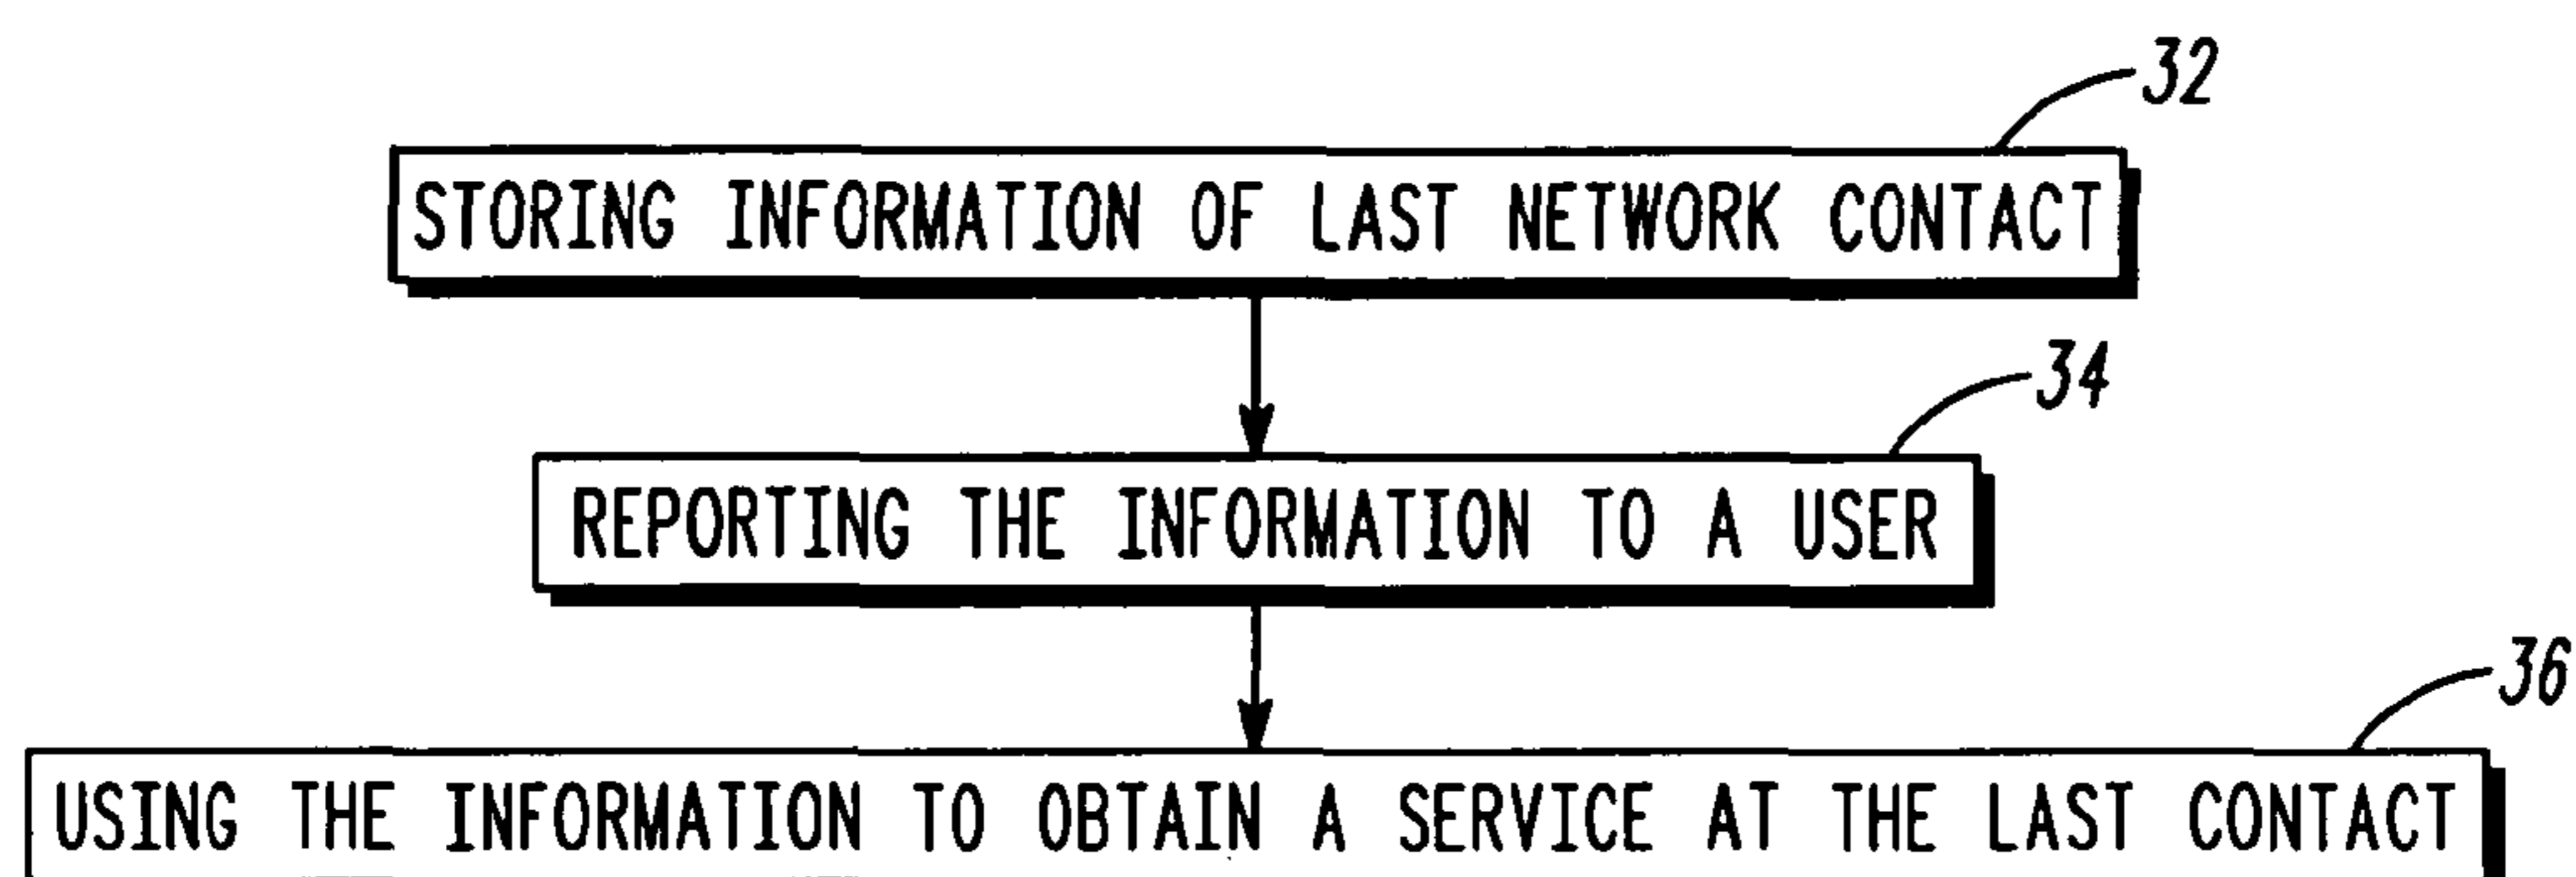 32
STORING INFORMATION OF LAST NETWORK CONTACT
34
REPORTING THE INFORMATION TO A USER
36
USING THE INFORMATION TO OBTAIN A SERVICE AT THE LAST CONTACT